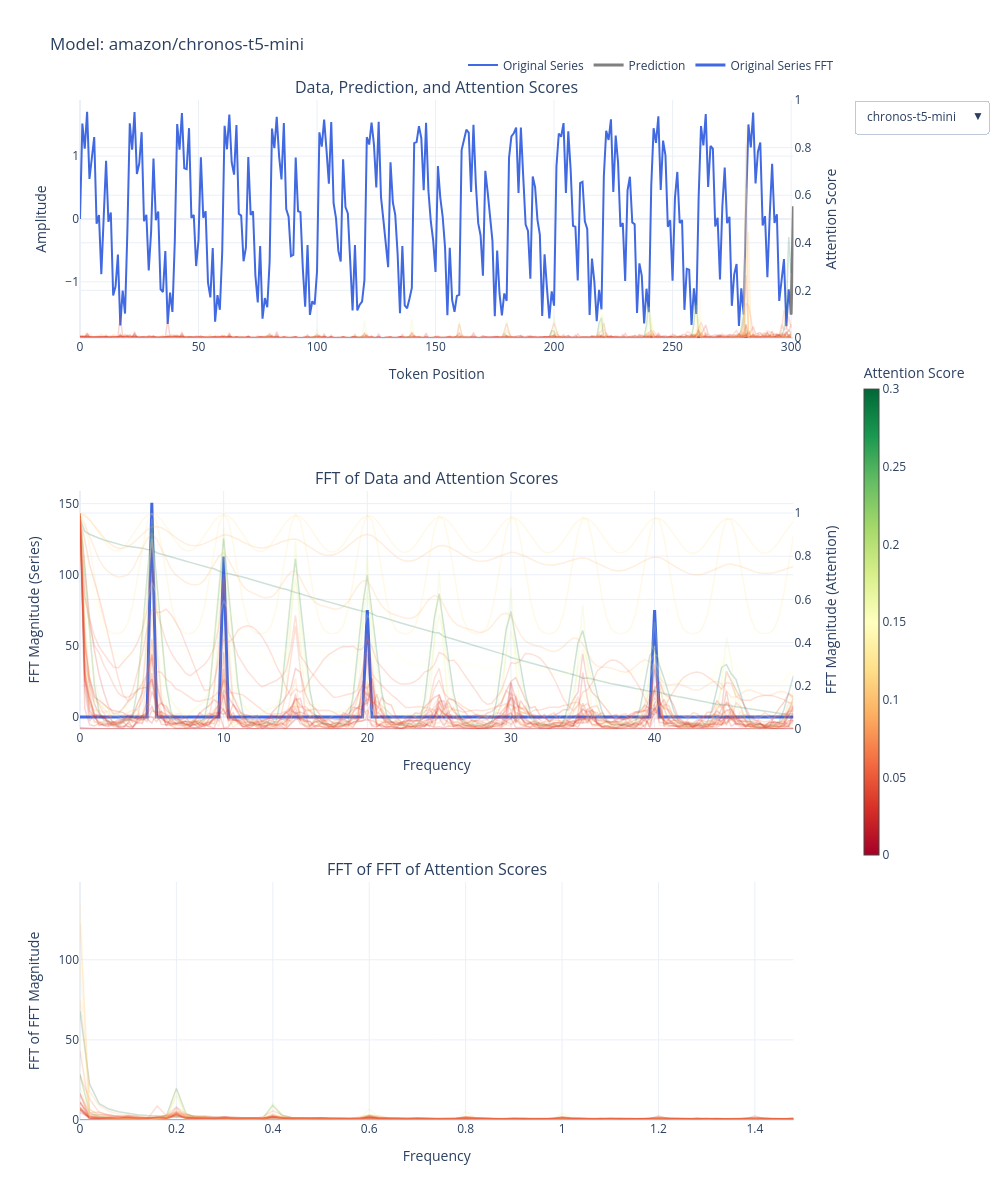 Model: amazon/chronos-t5-mini
Original Series
Prediction
Original Series FFT
Data, Prediction, and Attention Scores
chronos-t5-mini ▼
Amplitude
1
0
−1
1
0.8
0.6
0.4
0.2
0
Attention Score
0 50 100 150 200 250 300
Token Position
Attention Score
0.3
0.25
0.2
0.15
0.1
0.05
0
FFT of Data and Attention Scores
FFT Magnitude (Series)
150
100
50
0
1
0.8
0.6
0.4
0.2
0
FFT Magnitude (Attention)
0 10 20 30 40
Frequency
FFT of FFT of Attention Scores
FFT of FFT Magnitude
100
50
0
0 0.2 0.4 0.6 0.8 1 1.2 1.4
Frequency